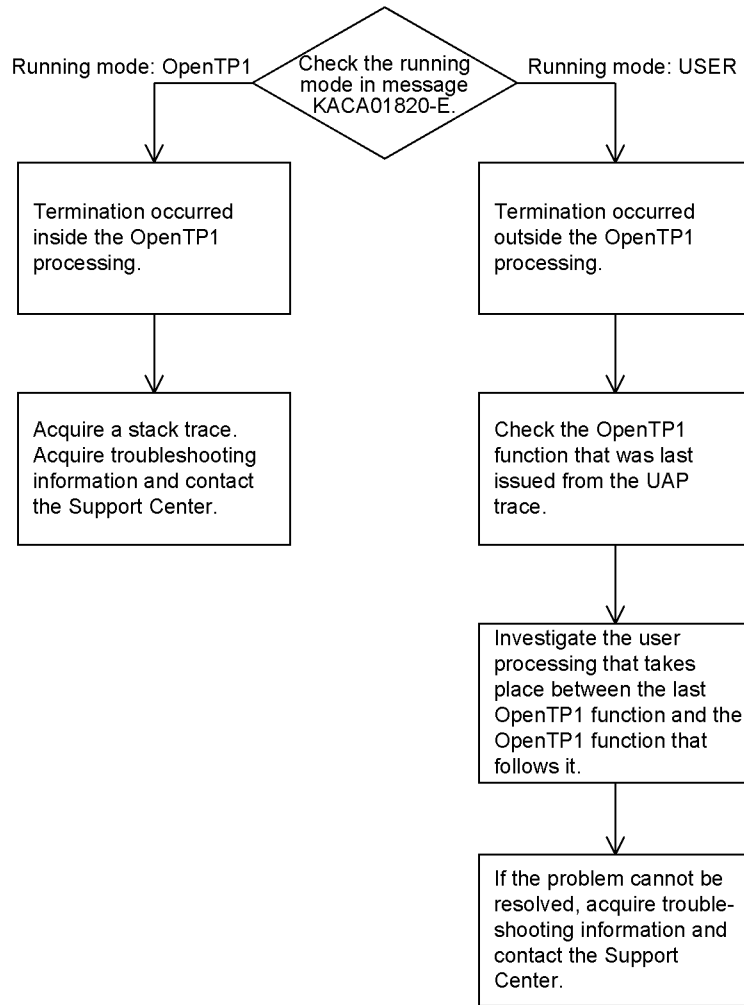 Check the running
mode in message
KACA01820-E.
Running mode: OpenTP1
Running mode: USER
Termination occurred
inside the OpenTP1
processing.
Acquire a stack trace.
Acquire troubleshooting
information and contact
the Support Center.
Termination occurred
outside the OpenTP1
processing.
Check the OpenTP1
function that was last
issued from the UAP
trace.
Investigate the user
processing that takes
place between the last
OpenTP1 function and the
OpenTP1 function that
follows it.
If the problem cannot be
resolved, acquire trouble-
shooting information and
contact the Support
Center.